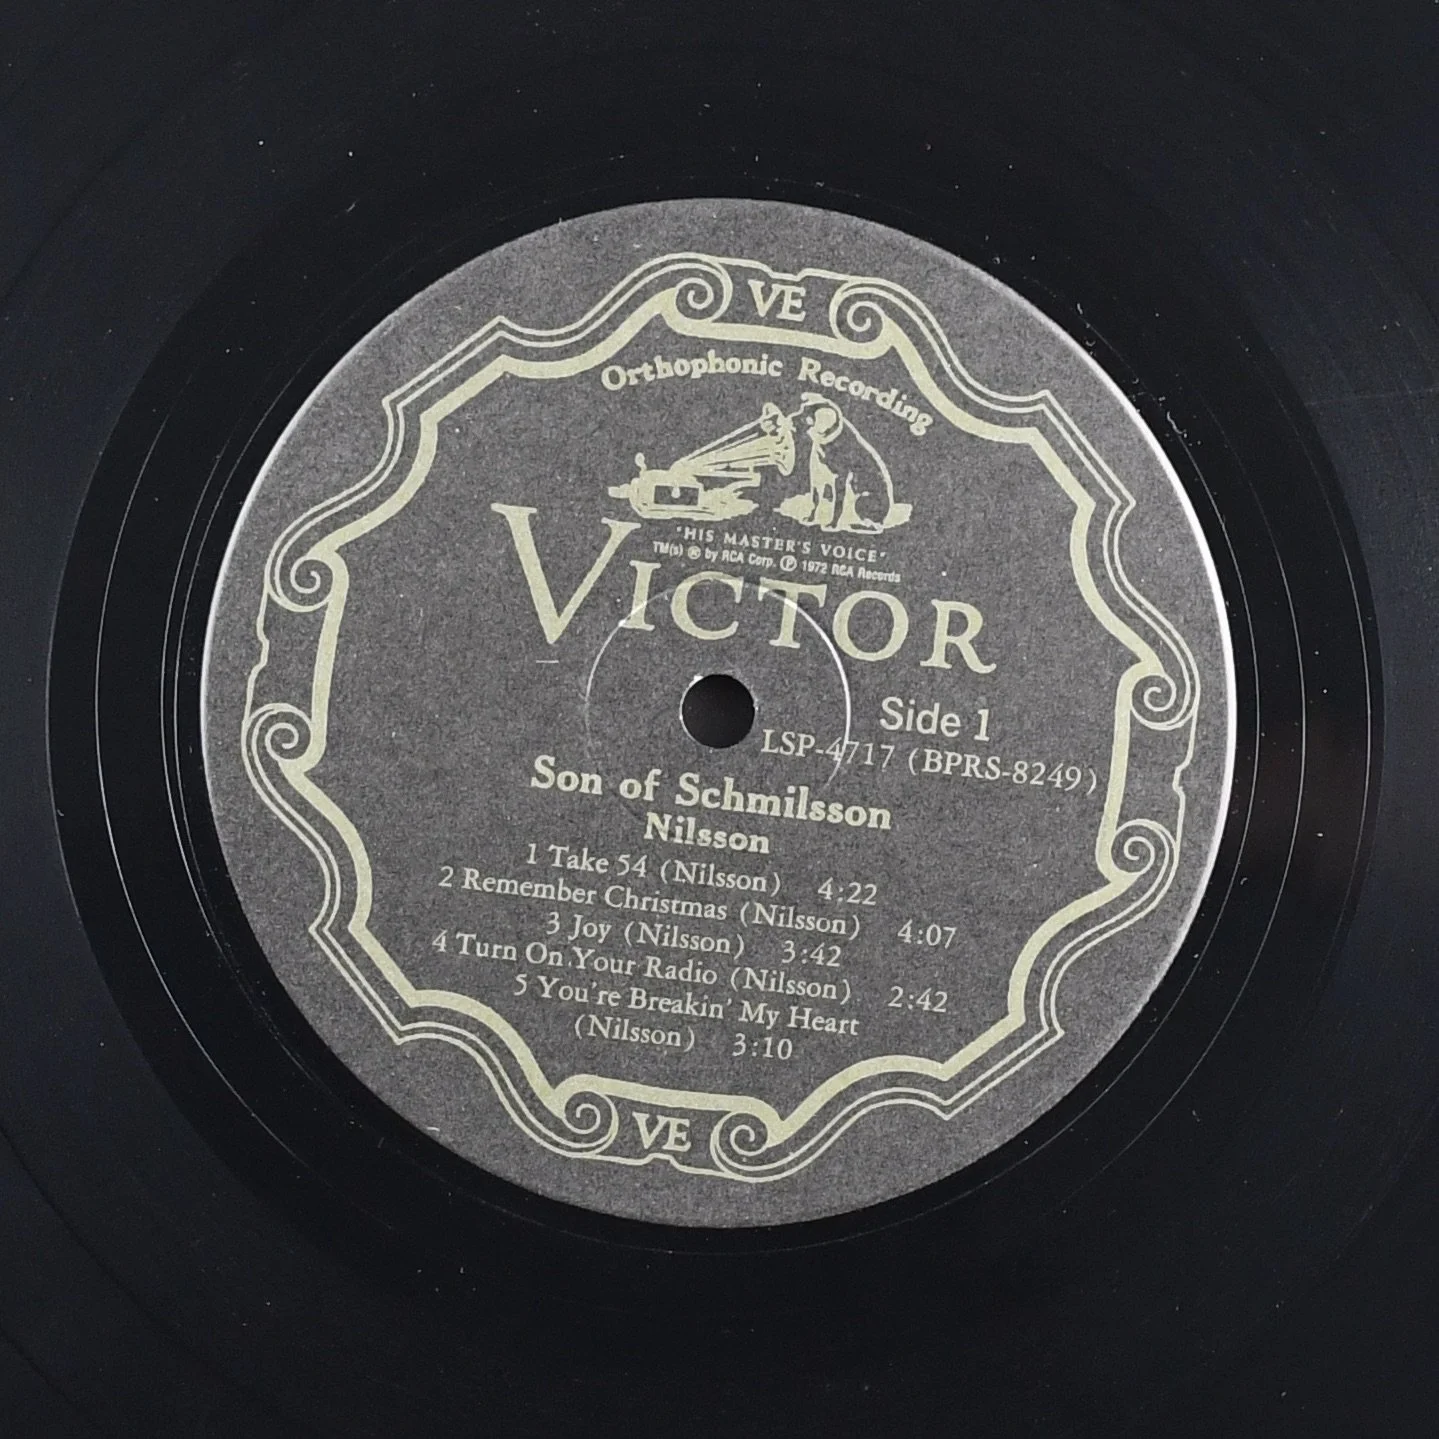 VE
Orthophonic Recording
"HIS MASTER'S VOICE"
TM(s) ® by RCA Corp. ℗ 1972 RCA Records
VICTOR
Side 1
LSP-4717 (BPRS-8249)
Son of Schmilsson
Nilsson
1 Take 54 (Nilsson) 4:22
2 Remember Christmas (Nilsson) 4:07
3 Joy (Nilsson) 3:42
4 Turn On Your Radio (Nilsson) 2:42
5 You're Breakin' My Heart
(Nilsson) 3:10
VE